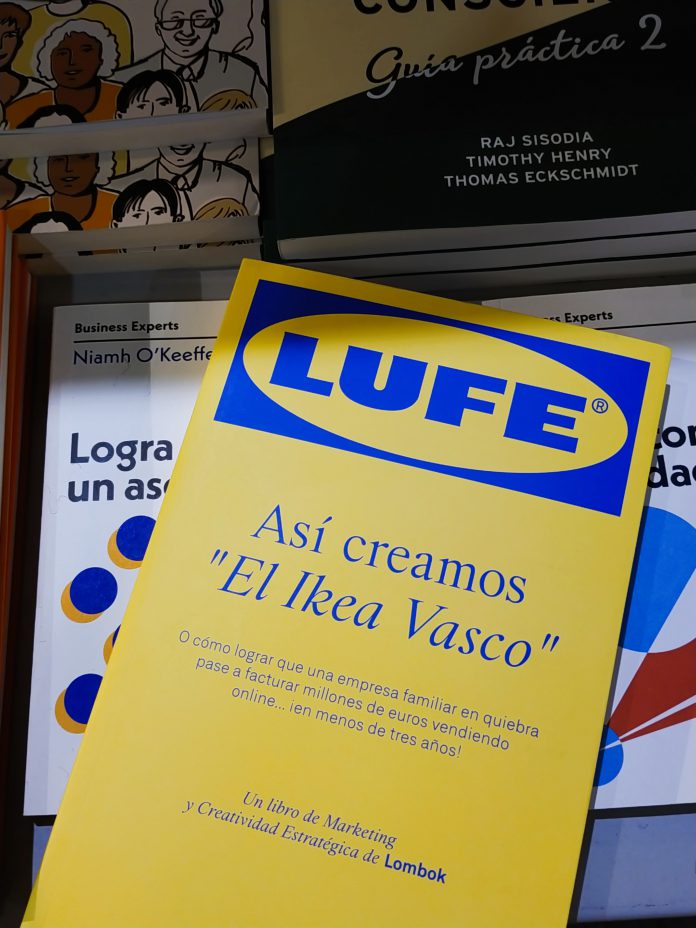 Guía práctica 2
RAJ SISODIA
TIMOTHY HENRY
THOMAS ECKSCHMIDT
Business Experts
Niamh O'Keeffe
Logra
Experts
LUFE®
Así creamos
"El Ikea Vasco"
O cómo lograr que una empresa familiar en quiebra
pase a facturar millones de euros vendiendo
online... ¡en menos de tres años!
Un libro de Marketing
y Creatividad Estratégica de Lombok